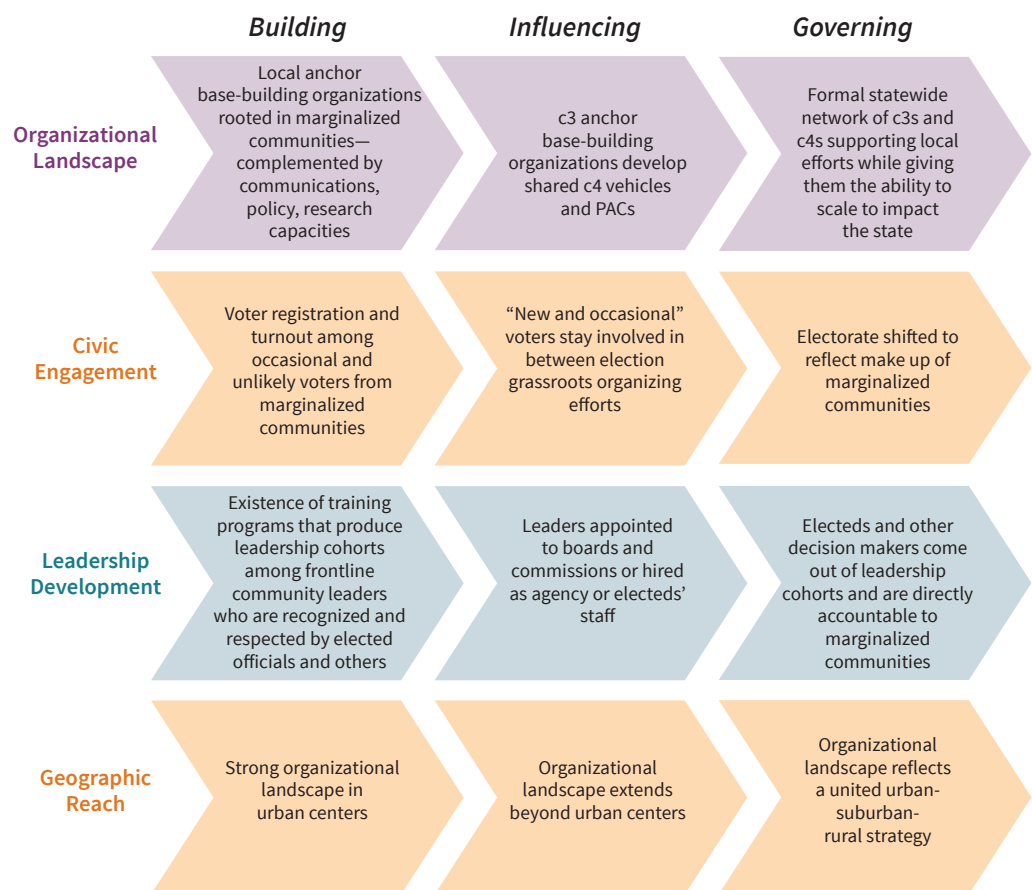 Building
Influencing
Governing
Organizational
Landscape
Local anchor
base-building organizations
rooted in marginalized
communities—
complemented by
communications,
policy, research
capacities
c3 anchor
base-building
organizations develop
shared c4 vehicles
and PACs
Formal statewide
network of c3s and
c4s supporting local
efforts while giving
them the ability to
scale to impact
the state
Civic
Engagement
Voter registration and
turnout among
occasional and
unlikely voters from
marginalized
communities
“New and occasional”
voters stay involved in
between election
grassroots organizing
efforts
Electorate shifted to
reflect make up of
marginalized
communities
Leadership
Development
Existence of training
programs that produce
leadership cohorts
among frontline
community leaders
who are recognized and
respected by elected
officials and others
Leaders appointed
to boards and
commissions or hired
as agency or electeds’
staff
Electeds and other
decision makers come
out of leadership
cohorts and are directly
accountable to
marginalized
communities
Geographic
Reach
Strong organizational
landscape in
urban centers
Organizational
landscape extends
beyond urban centers
Organizational
landscape reflects
a united urban-
suburban-
rural strategy